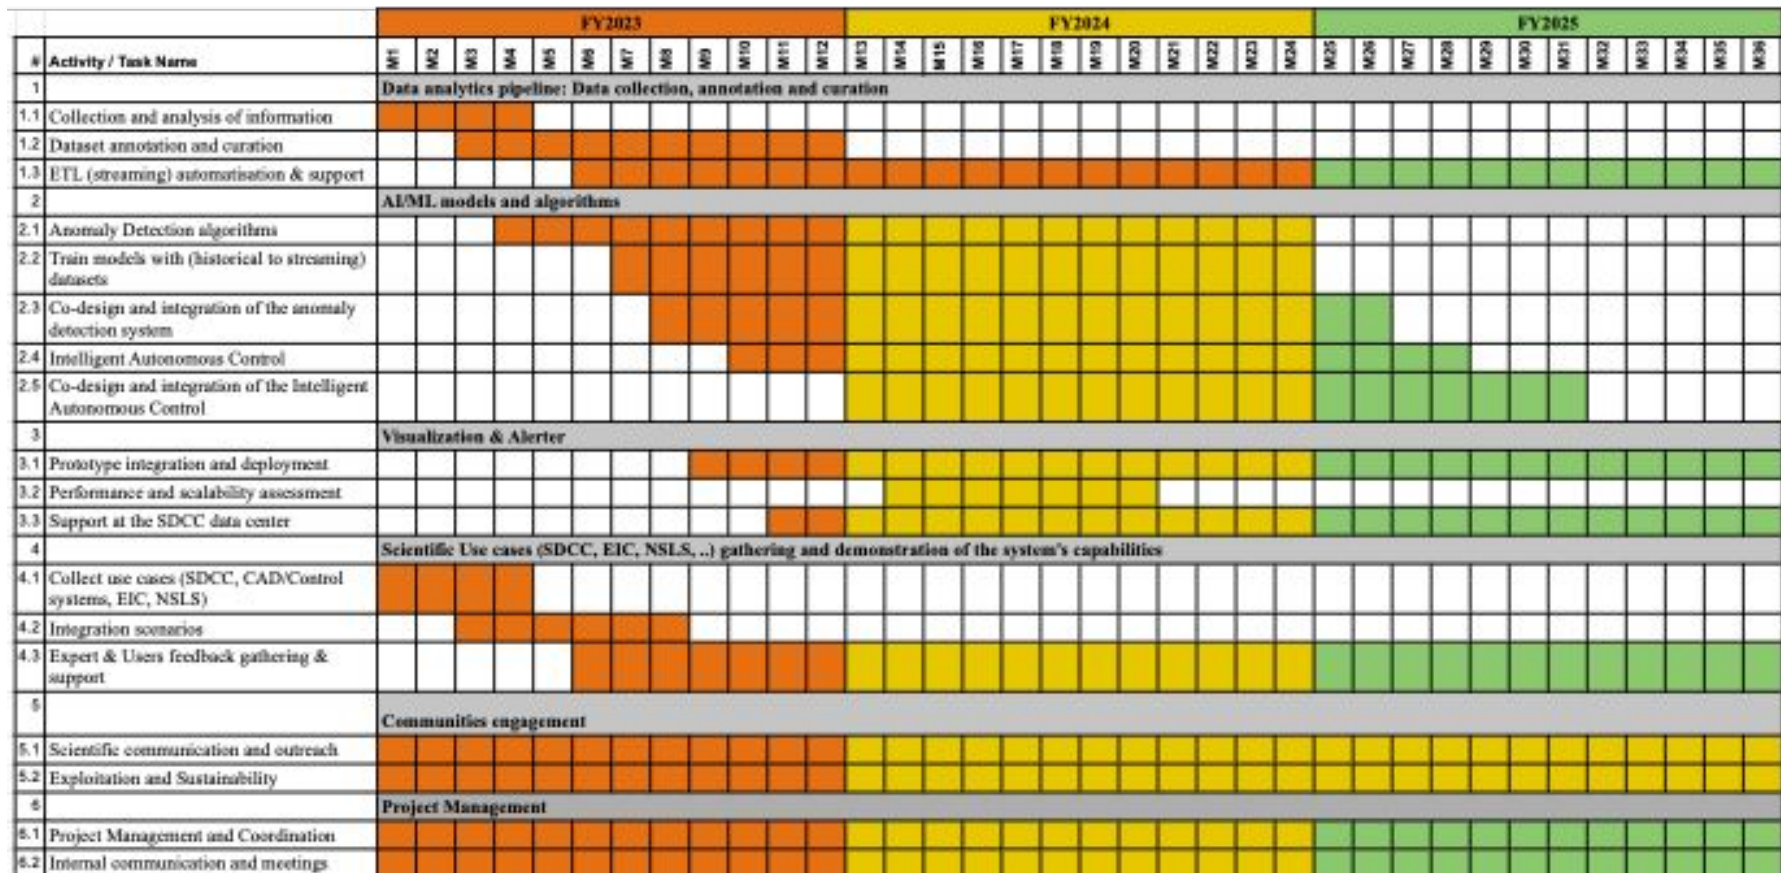 FY2023 FY2024 FY2025
# Activity / Task Name M1 M2 M3 M4 M5 M6 M7 M8 M9 M10 M11 M12 M13 M14 M15 M16 M17 M18 M19 M20 M21 M22 M23 M24 M25 M26 M27 M28 M29 M30 M31 M32 M33 M34 M35 M36
1 Data analytics pipeline: Data collection, annotation and curation
1.1 Collection and analysis of information
1.2 Dataset annotation and curation
1.3 ETL (streaming) automatisation & support
2 AI/ML models and algorithms
2.1 Anomaly Detection algorithms
2.2 Train models with (historical to streaming)
datasets
2.3 Co-design and integration of the anomaly
detection system
2.4 Intelligent Autonomous Control
2.5 Co-design and integration of the Intelligent
Autonomous Control
3 Visualization & Alerter
3.1 Prototype integration and deployment
3.2 Performance and scalability assessment
3.3 Support at the SDCC data center
4 Scientific Use cases (SDCC, EIC, NSLS, ..) gathering and demonstration of the system's capabilities
4.1 Collect use cases (SDCC, CAD/Control
systems, EIC, NSLS)
4.2 Integration scenarios
4.3 Expert & Users feedback gathering &
support
5
Communities engagement
5.1 Scientific communication and outreach
5.2 Exploitation and Sustainability
6 Project Management
6.1 Project Management and Coordination
6.2 Internal communication and meetings